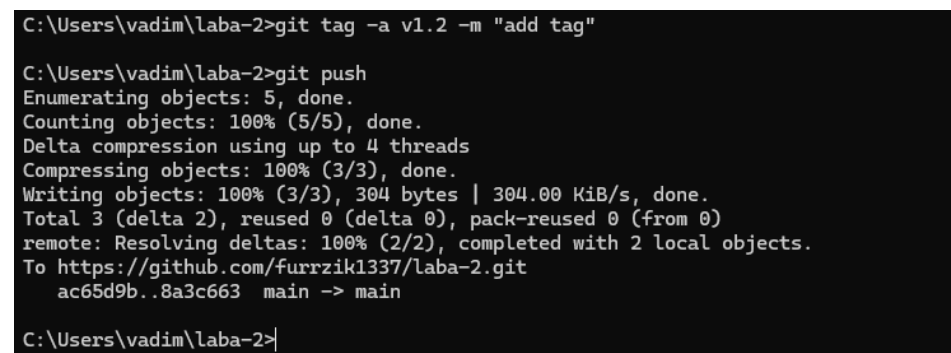 C:\Users\vadim\laba-2>git tag -a v1.2 -m "add tag"
C:\Users\vadim\laba-2>git push
Enumerating objects: 5, done.
Counting objects: 100% (5/5), done.
Delta compression using up to 4 threads
Compressing objects: 100% (3/3), done.
Writing objects: 100% (3/3), 304 bytes | 304.00 KiB/s, done.
Total 3 (delta 2), reused 0 (delta 0), pack-reused 0 (from 0)
remote: Resolving deltas: 100% (2/2), completed with 2 local objects.
To https://github.com/furrzik1337/laba-2.git
   ac65d9b..8a3c663  main -> main
C:\Users\vadim\laba-2>